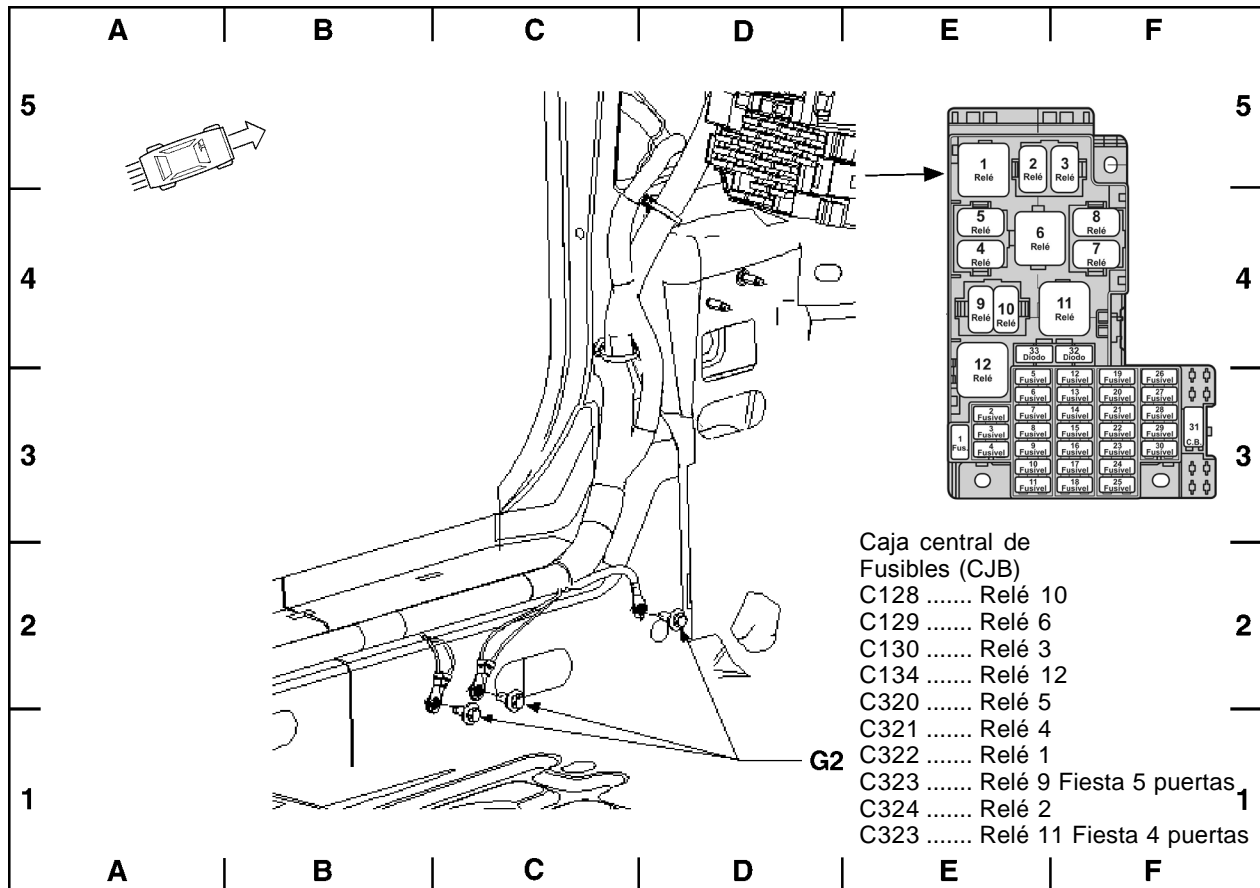 A B C D E F
5 5
1
Relé
2
Relé
3
Relé
5
Relé
6
Relé
8
Relé
4
Relé
7
Relé
4 4
9
Relé
10
Relé
11
Relé
12
Relé
33
Diodo
32
Diodo
5
Fusível
12
Fusível
19
Fusível
26
Fusível
6
Fusível
13
Fusível
20
Fusível
27
Fusível
2
Fusível
7
Fusível
14
Fusível
21
Fusível
28
Fusível
1
Fus.
3
Fusível
8
Fusível
15
Fusível
22
Fusível
29
Fusível
31
C.B.
4
Fusível
9
Fusível
16
Fusível
23
Fusível
30
Fusível
10
Fusível
17
Fusível
24
Fusível
11
Fusível
18
Fusível
25
Fusível
3 3
Caja central de
Fusibles (CJB)
C128 ....... Relé 10
C129 ....... Relé 6
2 2
C130 ....... Relé 3
C134 ....... Relé 12
C320 ....... Relé 5
C321 ....... Relé 4
G2
C322 ....... Relé 1
C323 ....... Relé 9 Fiesta 5 puertas
1 1
C324 ....... Relé 2
C323 ....... Relé 11 Fiesta 4 puertas
A B C D E F